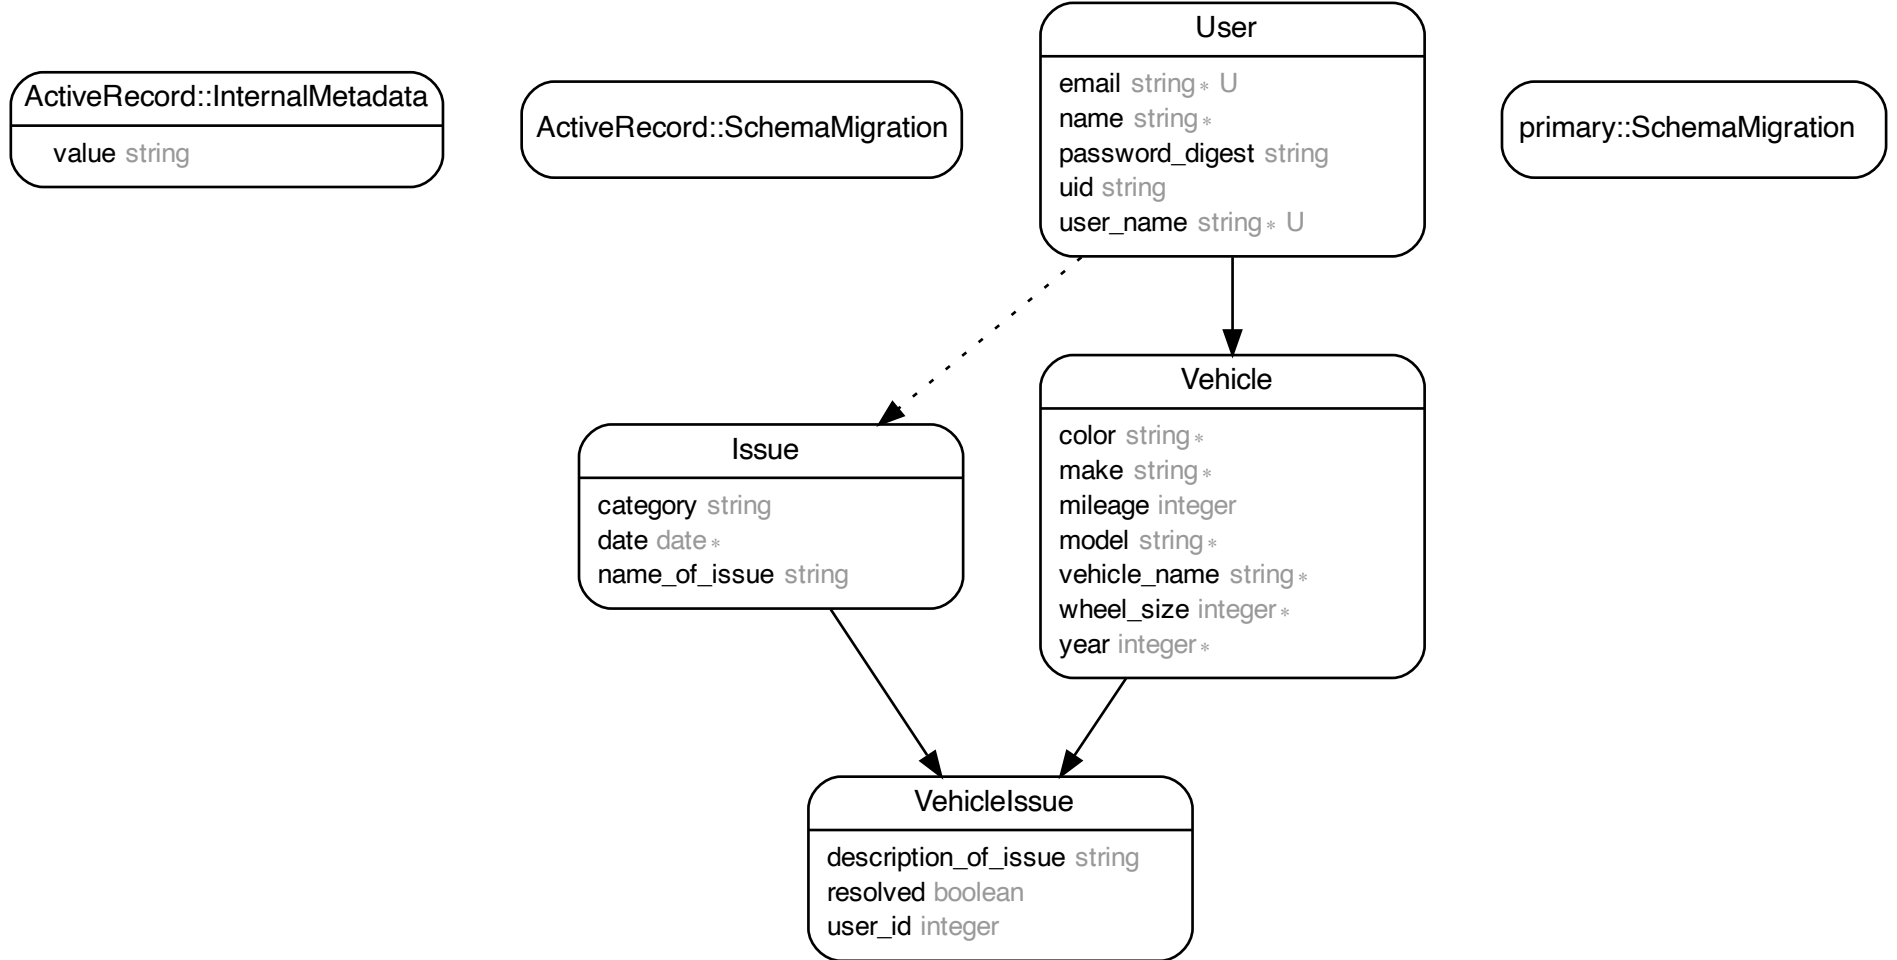 ActiveRecord::InternalMetadata
value string
ActiveRecord::SchemaMigration
User
email string* U
name string*
password_digest string
uid string
user_name string* U
primary::SchemaMigration
Issue
category string
date date*
name_of_issue string
Vehicle
color string*
make string*
mileage integer
model string*
vehicle_name string*
wheel_size integer*
year integer*
VehicleIssue
description_of_issue string
resolved boolean
user_id integer